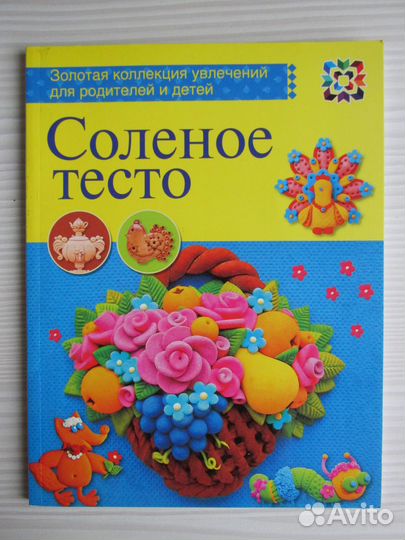 Золотая коллекция увлечений
для родителей и детей
Соленое
тесто
Avito